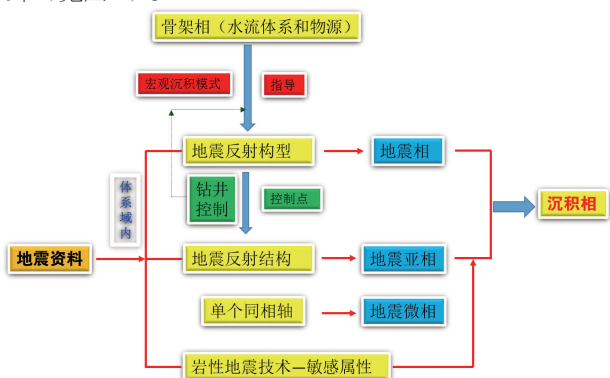 骨架相（水流体系和物源）
宏观沉积模式
指导
地震反射构型
地震相
体
系
域
内
钻井
控制
控制点
沉积相
地震资料
地震反射结构
地震亚相
单个同相轴
地震微相
岩性地震技术—敏感属性